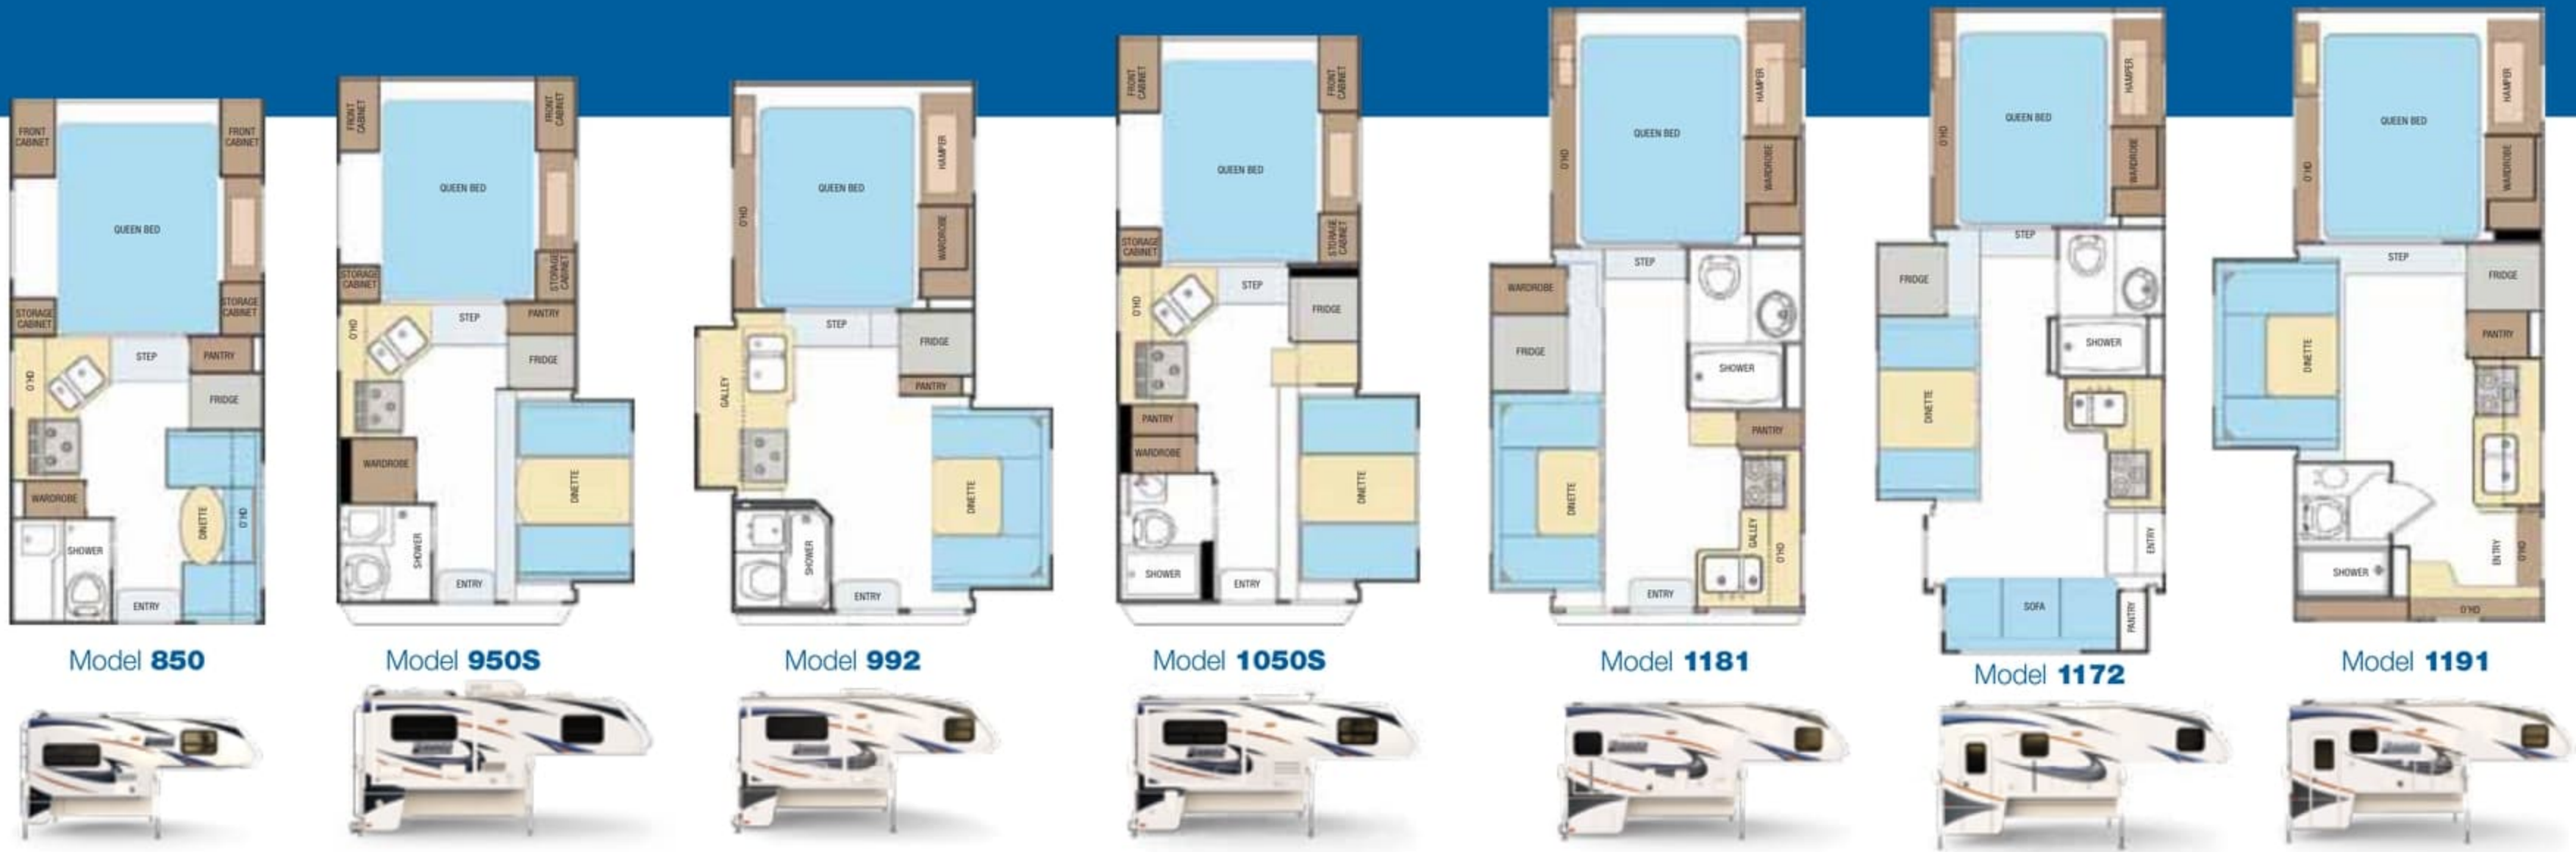 FRONT
CABINET
FRONT
CABINET
QUEEN BED
STORAGE
CABINET
STORAGE
CABINET
O'HD
STEP
PANTRY
FRIDGE
WARDROBE
DINETTE
O'HD
SHOWER
ENTRY
Model 850
FRONT
CABINET
FRONT
CABINET
QUEEN BED
STORAGE
CABINET
STORAGE
CABINET
O'HD
STEP
PANTRY
FRIDGE
WARDROBE
DINETTE
SHOWER
ENTRY
Model 950S
HAMPER
QUEEN BED
O'HD
WARDROBE
STEP
FRIDGE
GALLEY
PANTRY
DINETTE
SHOWER
ENTRY
Model 992
FRONT
CABINET
FRONT
CABINET
QUEEN BED
STORAGE
CABINET
STORAGE
CABINET
O'HD
STEP
FRIDGE
PANTRY
WARDROBE
DINETTE
SHOWER
ENTRY
Model 1050S
HAMPER
QUEEN BED
O'HD
WARDROBE
STEP
WARDROBE
FRIDGE
SHOWER
PANTRY
DINETTE
GALLEY
O'HD
ENTRY
Model 1181
HAMPER
QUEEN BED
O'HD
WARDROBE
STEP
FRIDGE
SHOWER
DINETTE
ENTRY
SOFA
PANTRY
Model 1172
HAMPER
QUEEN BED
O'HD
WARDROBE
STEP
FRIDGE
PANTRY
DINETTE
ENTRY
O'HD
SHOWER
O'HD
Model 1191